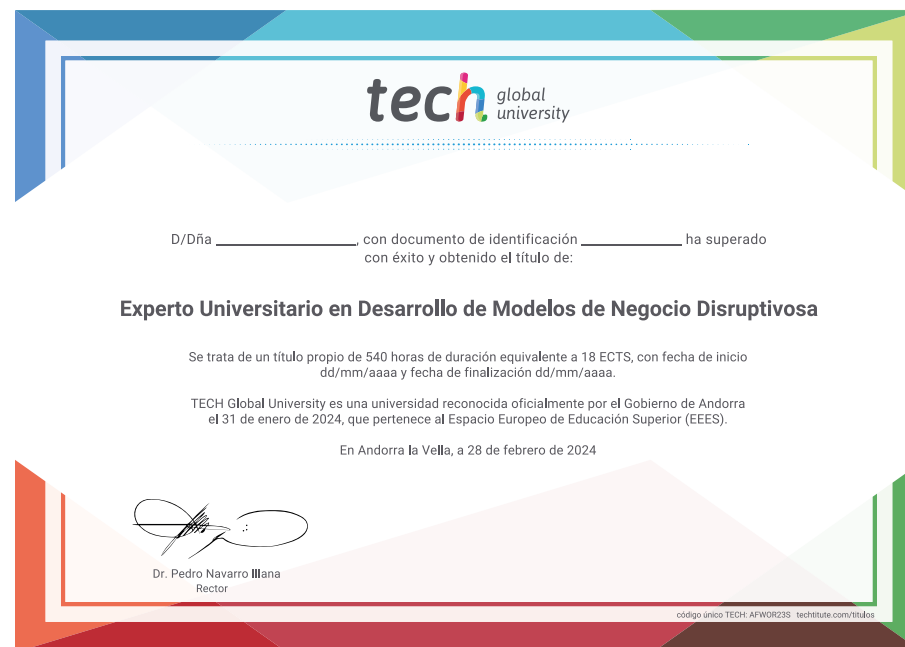 tech global university
D/Dña ________________, con documento de identificación ____________ ha superado
con éxito y obtenido el título de:
Experto Universitario en Desarrollo de Modelos de Negocio Disruptivosa
Se trata de un título propio de 540 horas de duración equivalente a 18 ECTS, con fecha de inicio
dd/mm/aaaa y fecha de finalización dd/mm/aaaa.
TECH Global University es una universidad reconocida oficialmente por el Gobierno de Andorra
el 31 de enero de 2024, que pertenece al Espacio Europeo de Educación Superior (EEES).
En Andorra la Vella, a 28 de febrero de 2024
Dr. Pedro Navarro Illana
Rector
código único TECH: AFWOR23S techtitute.com/titulos